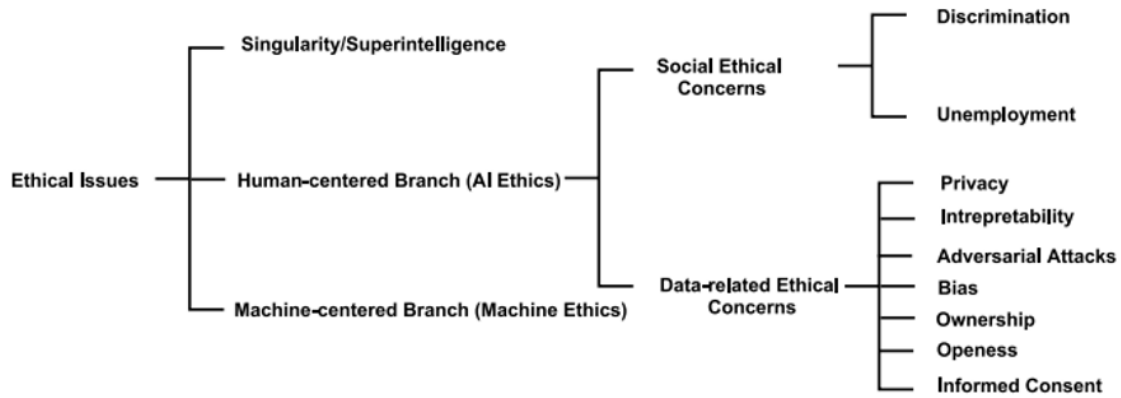 Ethical Issues
Singularity/Superintelligence
Human-centered Branch (AI Ethics)
Machine-centered Branch (Machine Ethics)
Social Ethical
Concerns
Data-related Ethical
Concerns
Discrimination
Unemployment
Privacy
Intrepretability
Adversarial Attacks
Bias
Ownership
Openess
Informed Consent